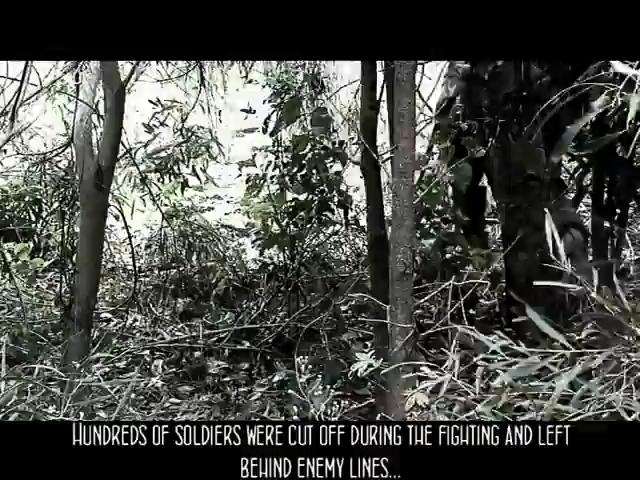 Hundreds of soldiers were cut off during the fighting and left
behind enemy lines...